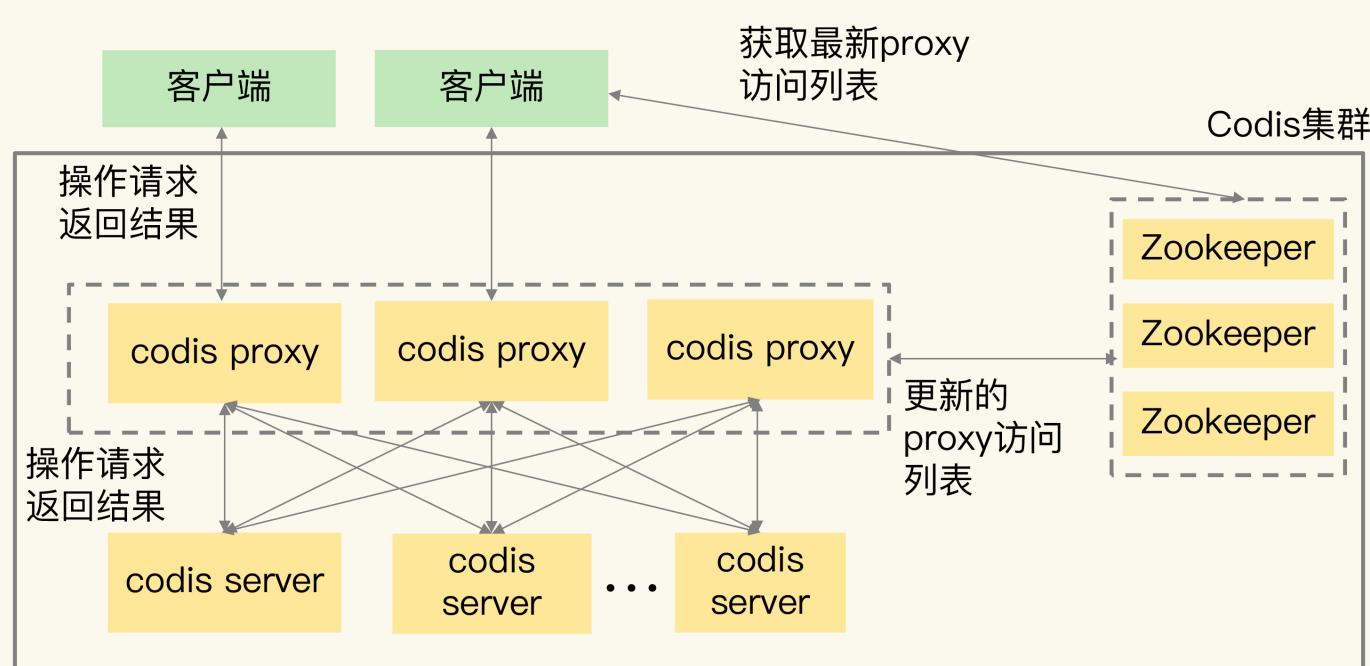 获取最新proxy
访问列表
客户端
客户端
Codis集群
操作请求
返回结果
Zookeeper
Zookeeper
Zookeeper
codis proxy
codis proxy
codis proxy
更新的
proxy访问
列表
操作请求
返回结果
codis server
codis
server
...
codis
server